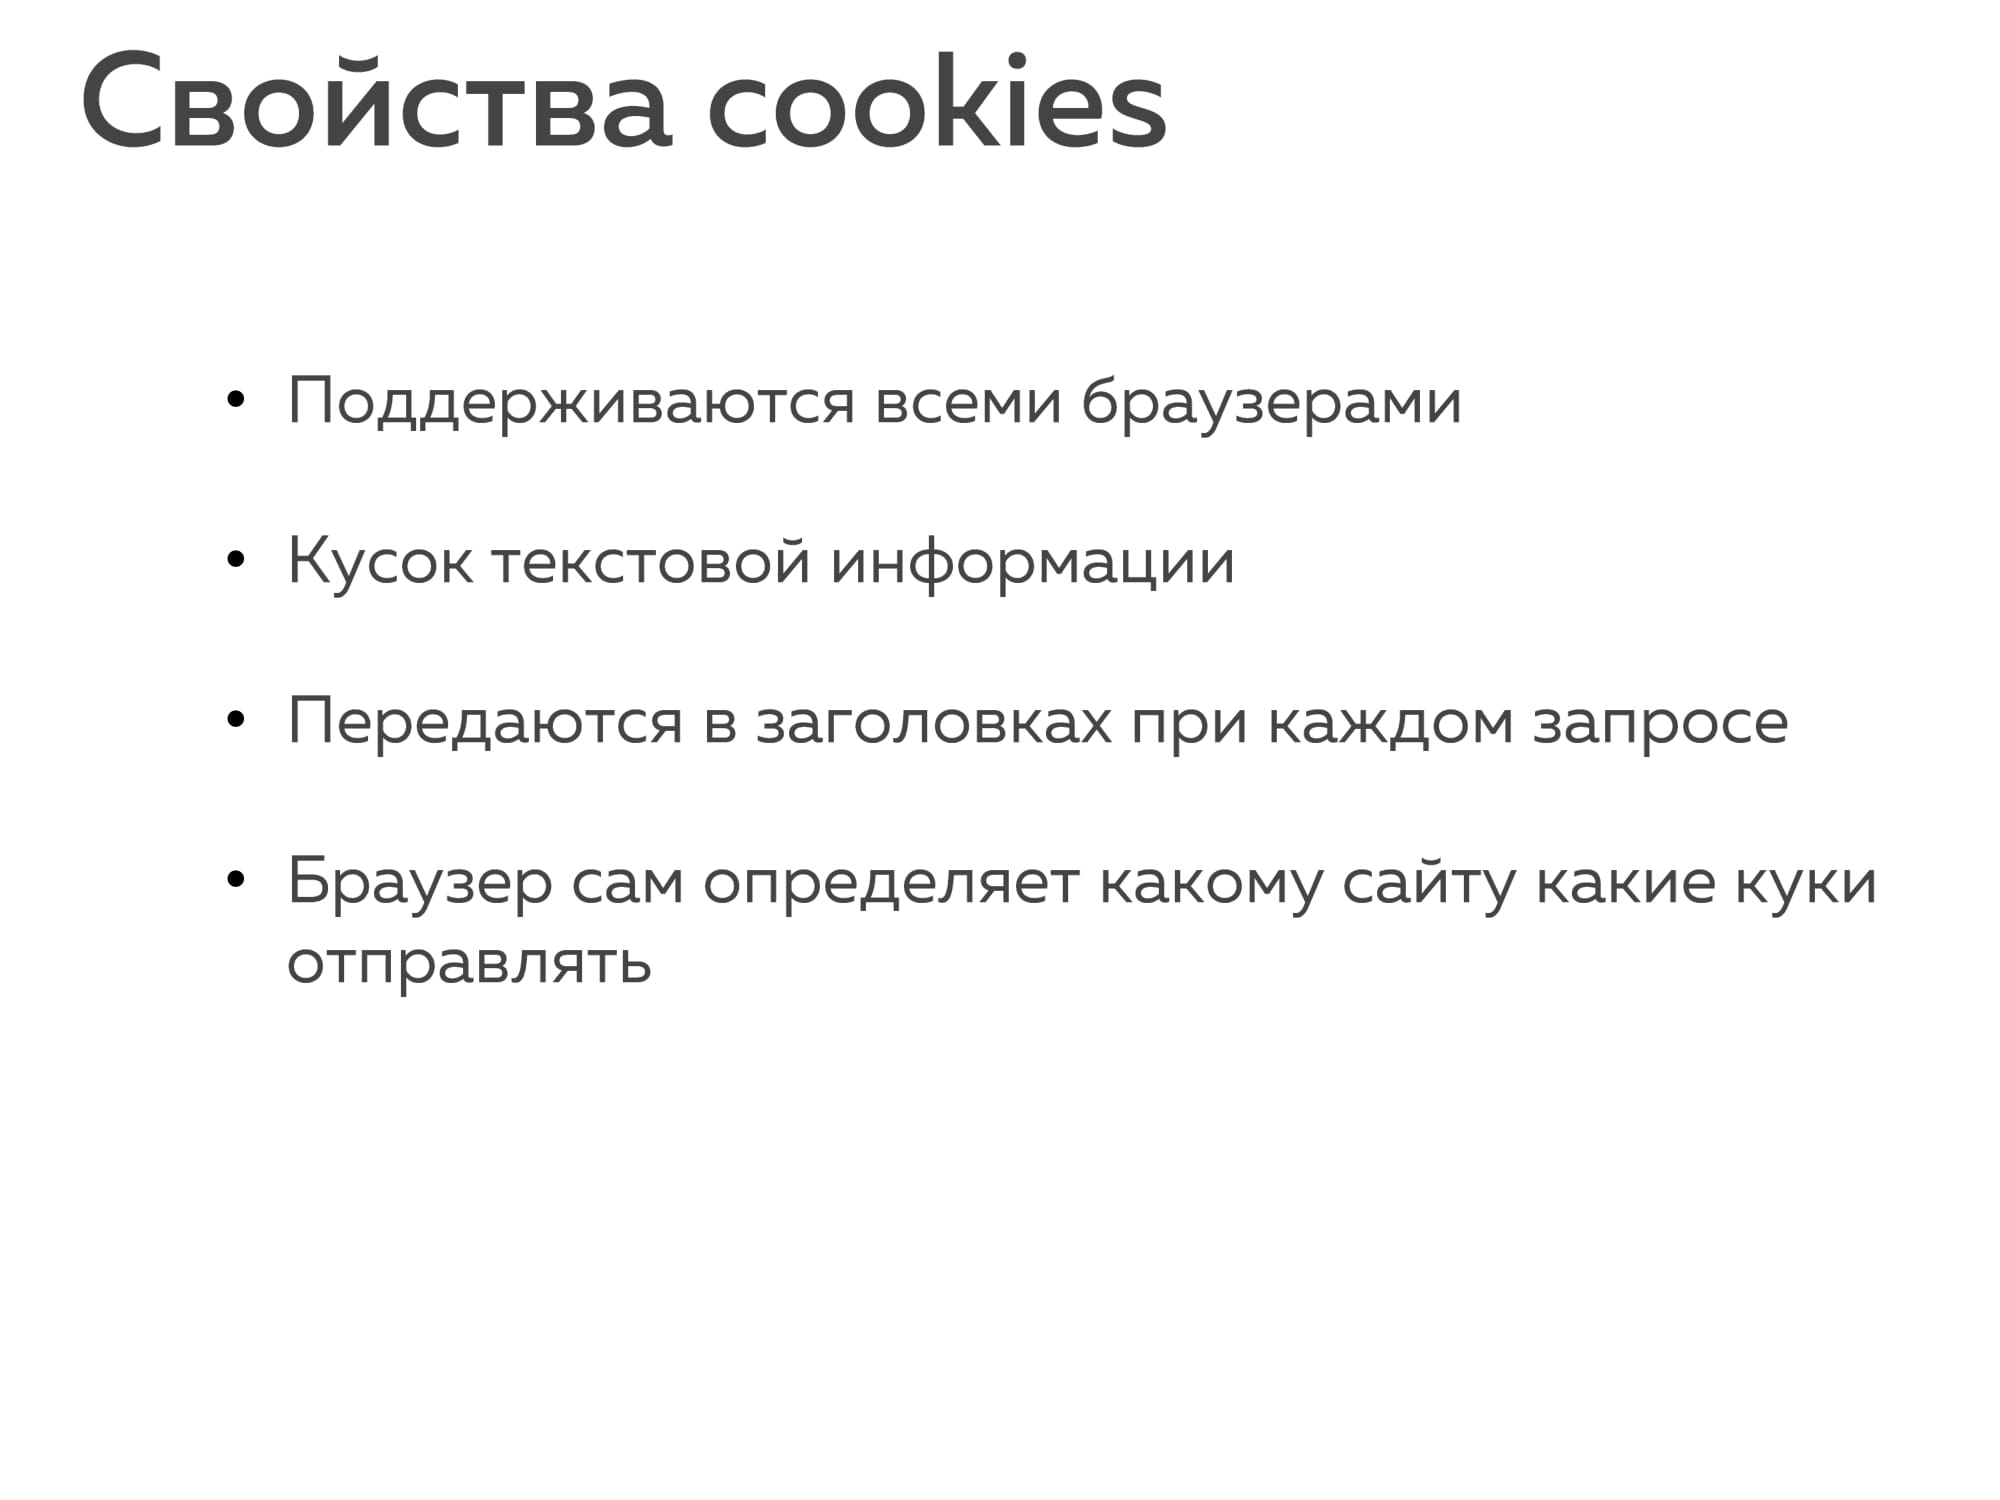 Свойства cookies
• Поддерживаются всеми браузерами
• Кусок текстовой информации
• Передаются в заголовках при каждом запросе
• Браузер сам определяет какому сайту какие куки
отправлять